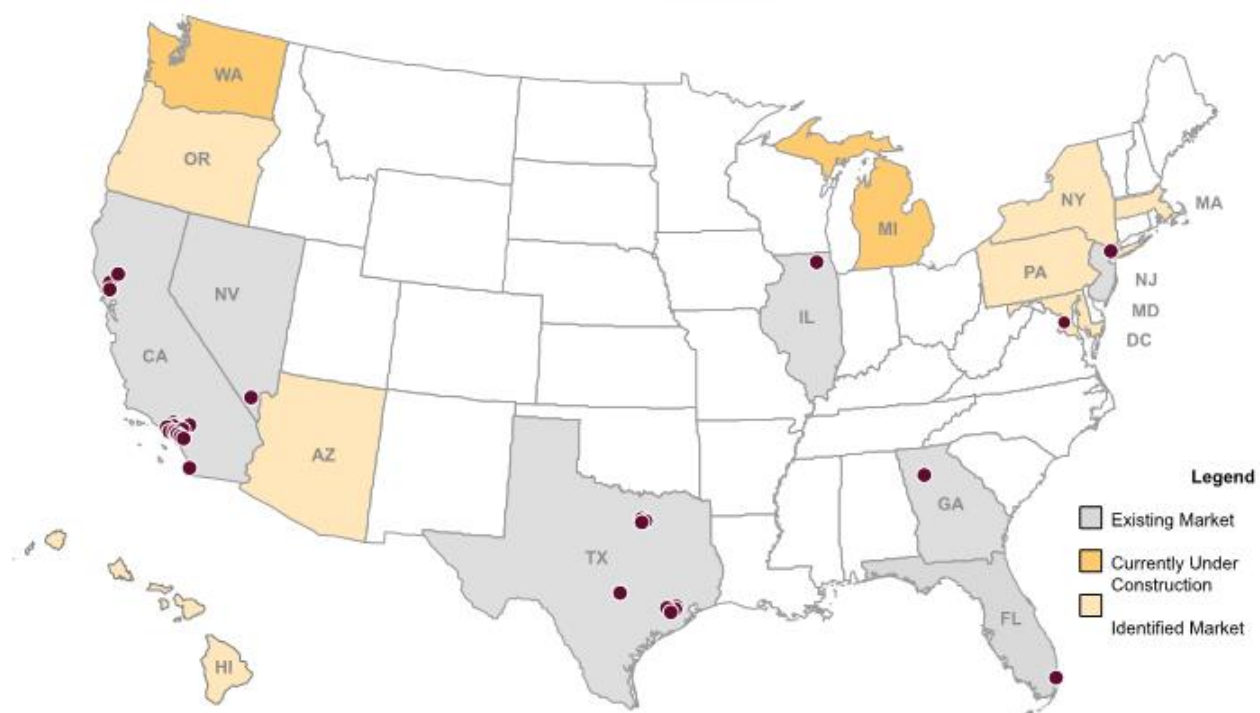 WA
OR
MI
NY
MA
PA
NV
NJ
IL
MD
CA
DC
AZ
Legend
GA
Existing Market
TX
Currently Under
Construction
FL
Identified Market
HI